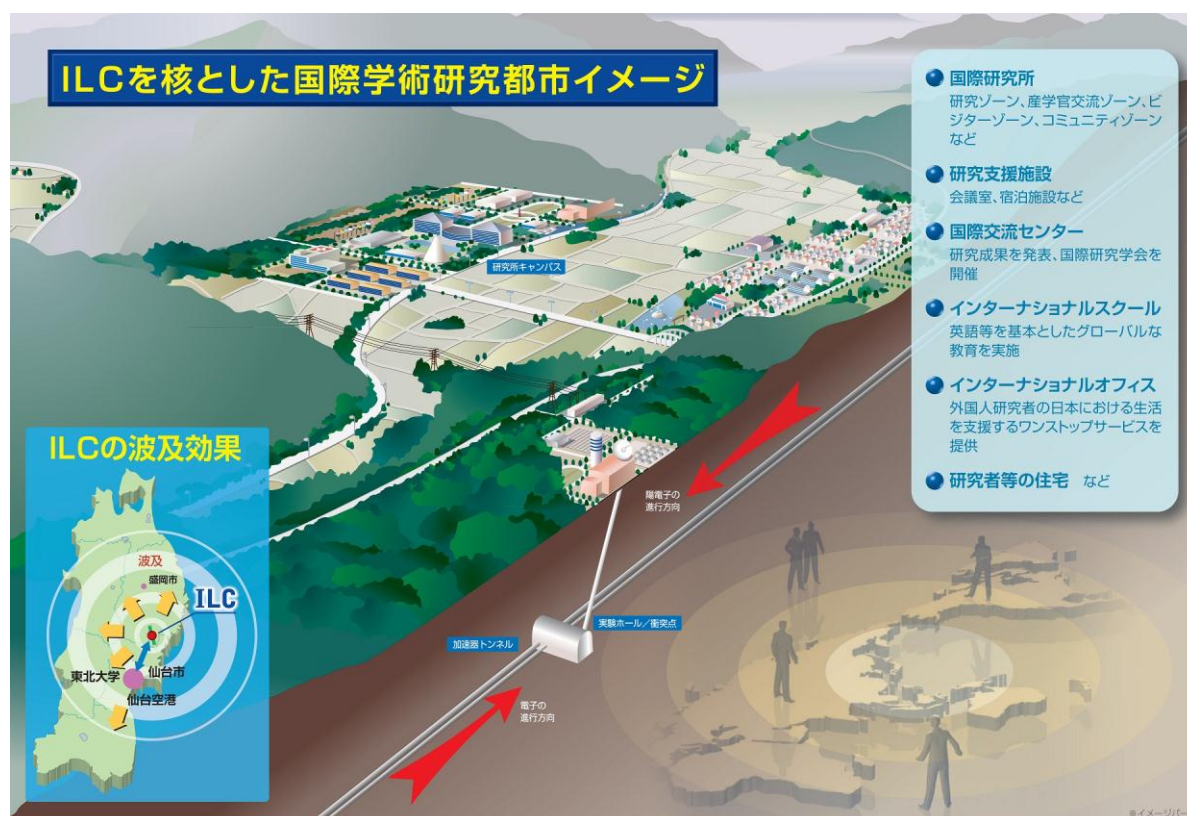 ILCを核とした国際学術研究都市イメージ
国際研究所
研究ゾーン、産学官交流ゾーン、ビ
ジターゾーン、コミュニティゾーン
など
研究支援施設
会議室、宿泊施設など
国際交流センター
研究成果を発表、国際研究学会を
開催
インターナショナルスクール
英語等を基本としたグローバルな
教育を実施
インターナショナルオフィス
外国人研究者の日本における生活
を支援するワンストップサービスを
提供
研究者等の住宅 など
研究所キャンパス
陽電子の
進行方向
実験ホール／衝突点
加速器トンネル
電子の
進行方向
ILCの波及効果
波及
盛岡市
ILC
東北大学
仙台市
仙台空港
※イメージパー